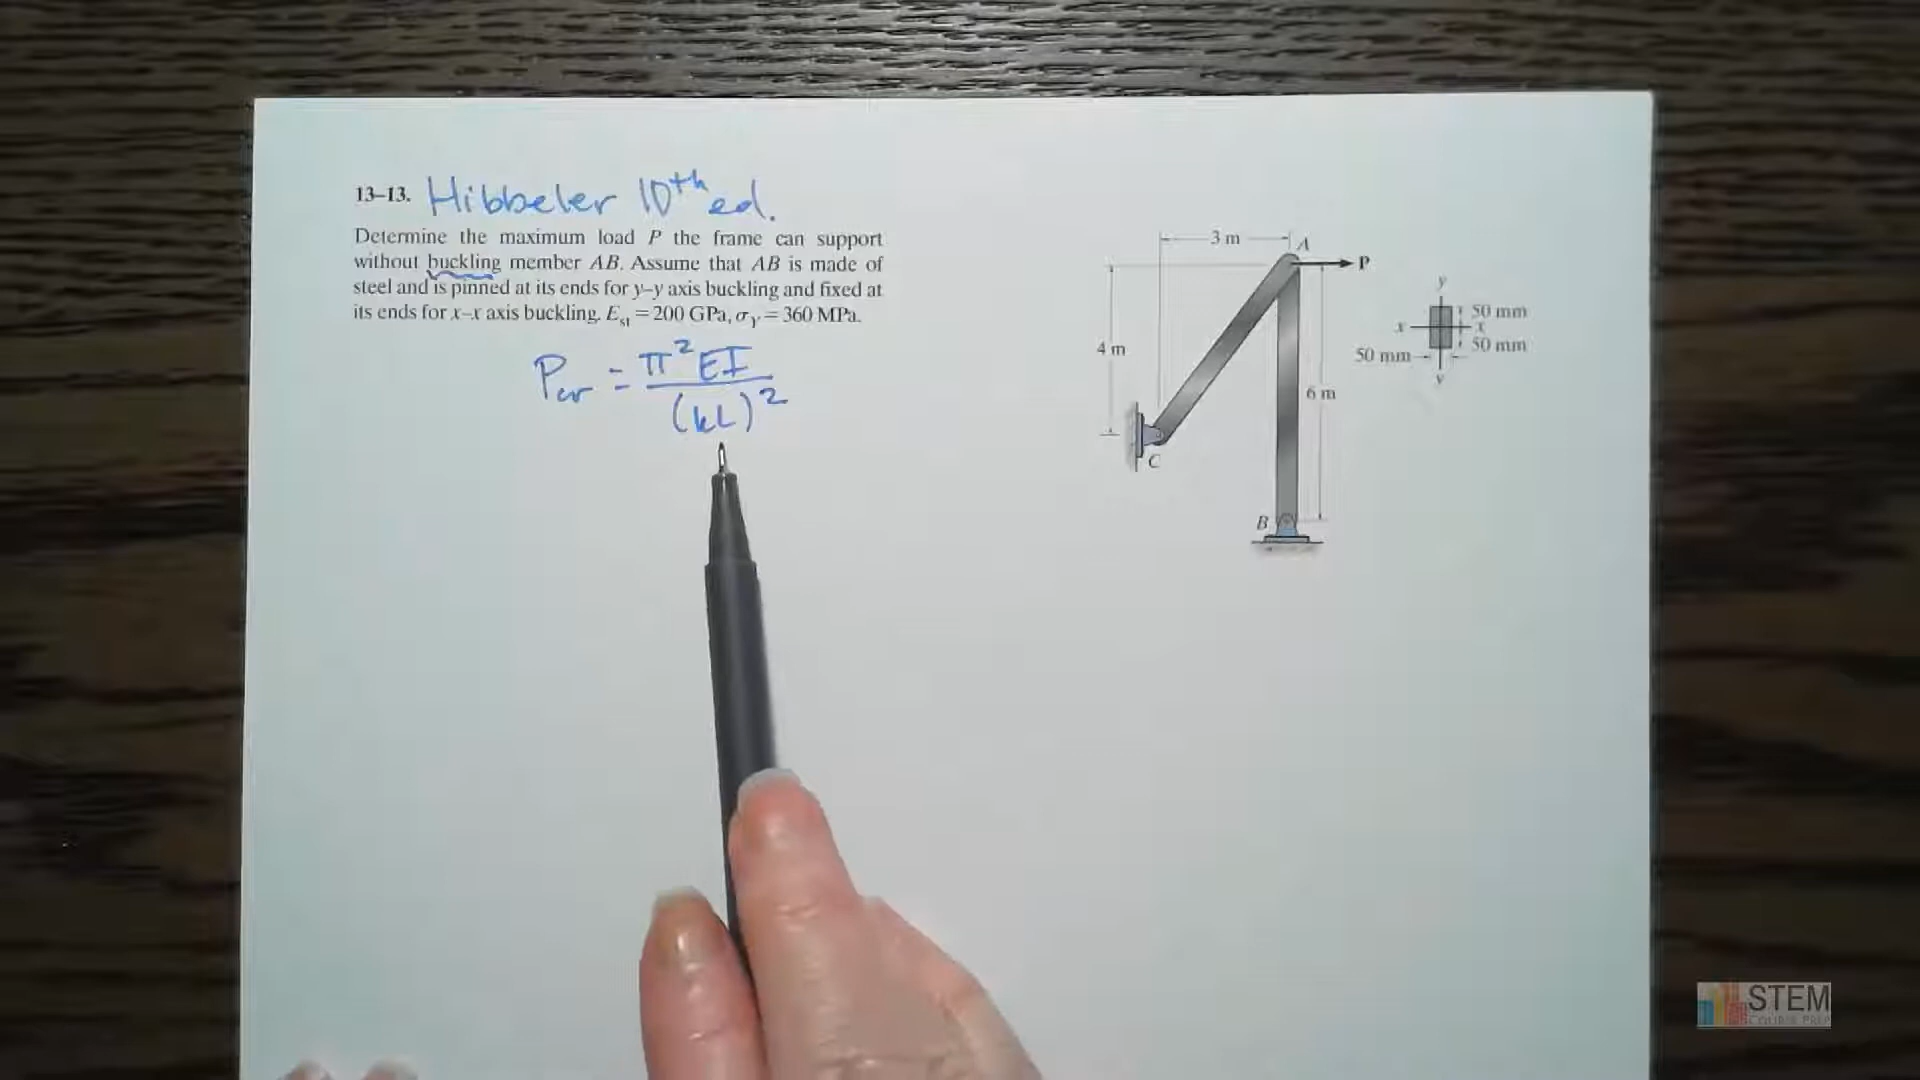 13–13. Hibbeler 10th ed.
Determine the maximum load P the frame can support
without buckling member AB. Assume that AB is made of
steel and is pinned at its ends for y–y axis buckling and fixed at
its ends for x–x axis buckling. Est = 200 GPa, σY = 360 MPa.
Pcr = π²EI
(kL)²
3 m
A
P
4 m
6 m
C
B
y
50 mm
x
x
50 mm
50 mm
y
STEM
COURSE PREP